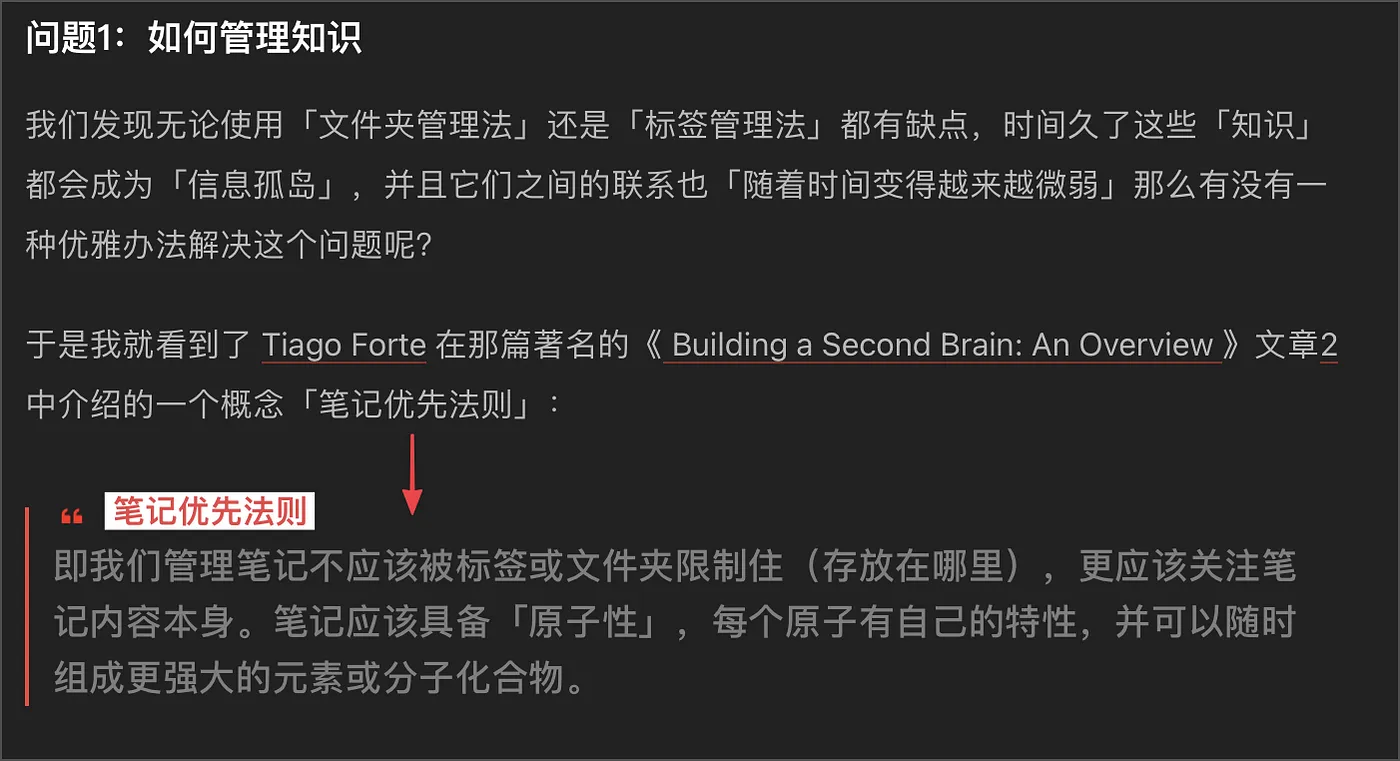 问题1：如何管理知识
我们发现无论使用「文件夹管理法」还是「标签管理法」都有缺点，时间久了这些「知识」
都会成为「信息孤岛」，并且它们之间的联系也「随着时间变得越来越微弱」那么有没有一
种优雅办法解决这个问题呢？
于是我就看到了 Tiago Forte 在那篇著名的《 Building a Second Brain: An Overview 》文章2
中介绍的一个概念「笔记优先法则」：
“ 笔记优先法则
即我们管理笔记不应该被标签或文件夹限制住（存放在哪里），更应该关注笔
记内容本身。笔记应该具备「原子性」，每个原子有自己的特性，并可以随时
组成更强大的元素或分子化合物。